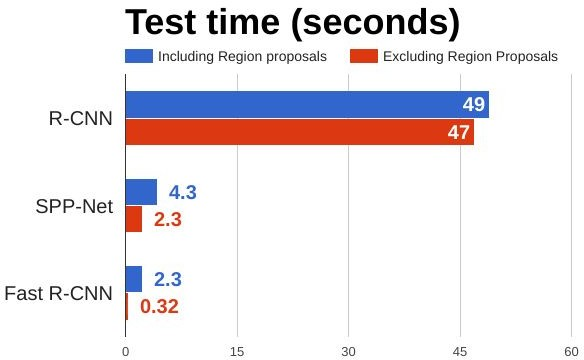 Test time (seconds)
Including Region proposals Excluding Region Proposals
R-CNN 49
47
SPP-Net 4.3
2.3
Fast R-CNN 2.3
0.32
0 15 30 45 60